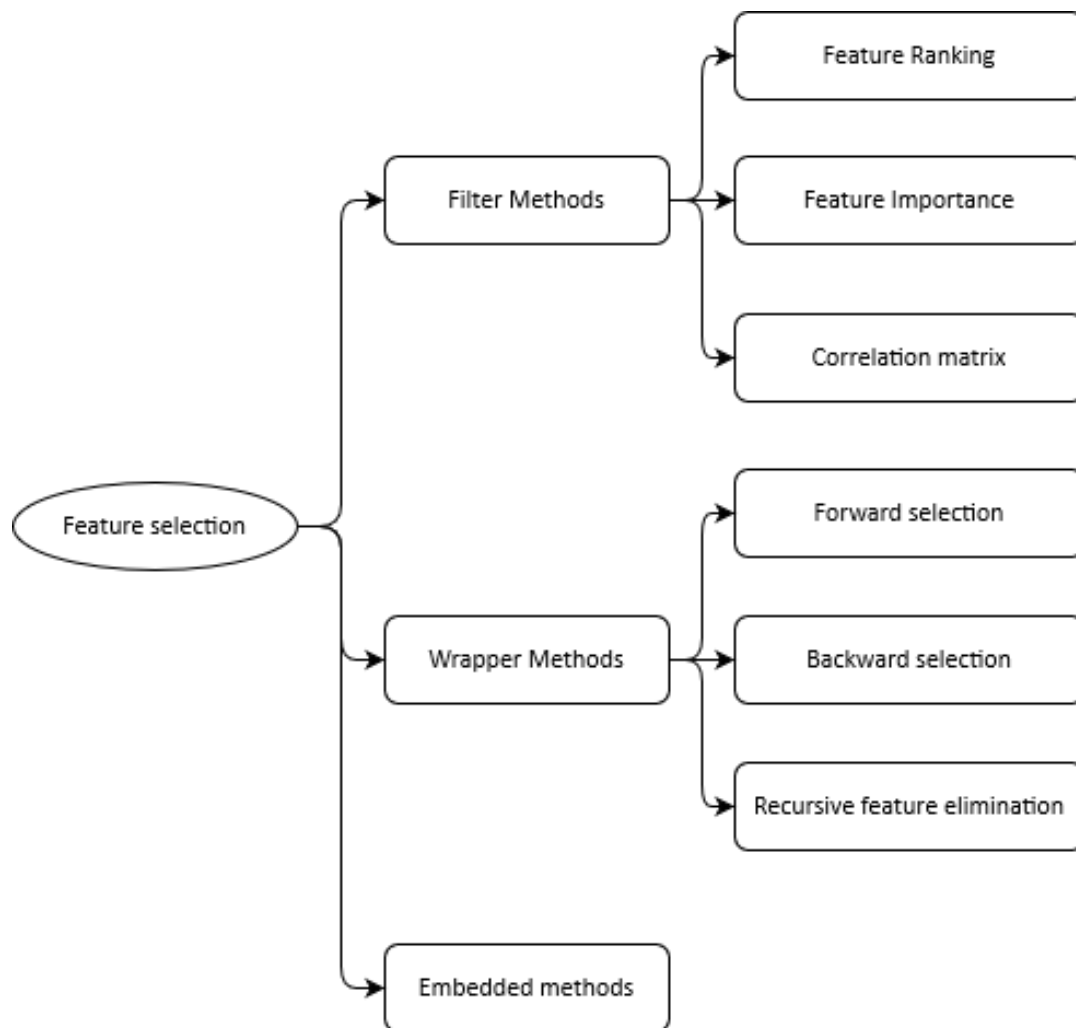 Feature selection
Filter Methods
Feature Ranking
Feature Importance
Correlation matrix
Wrapper Methods
Forward selection
Backward selection
Recursive feature elimination
Embedded methods